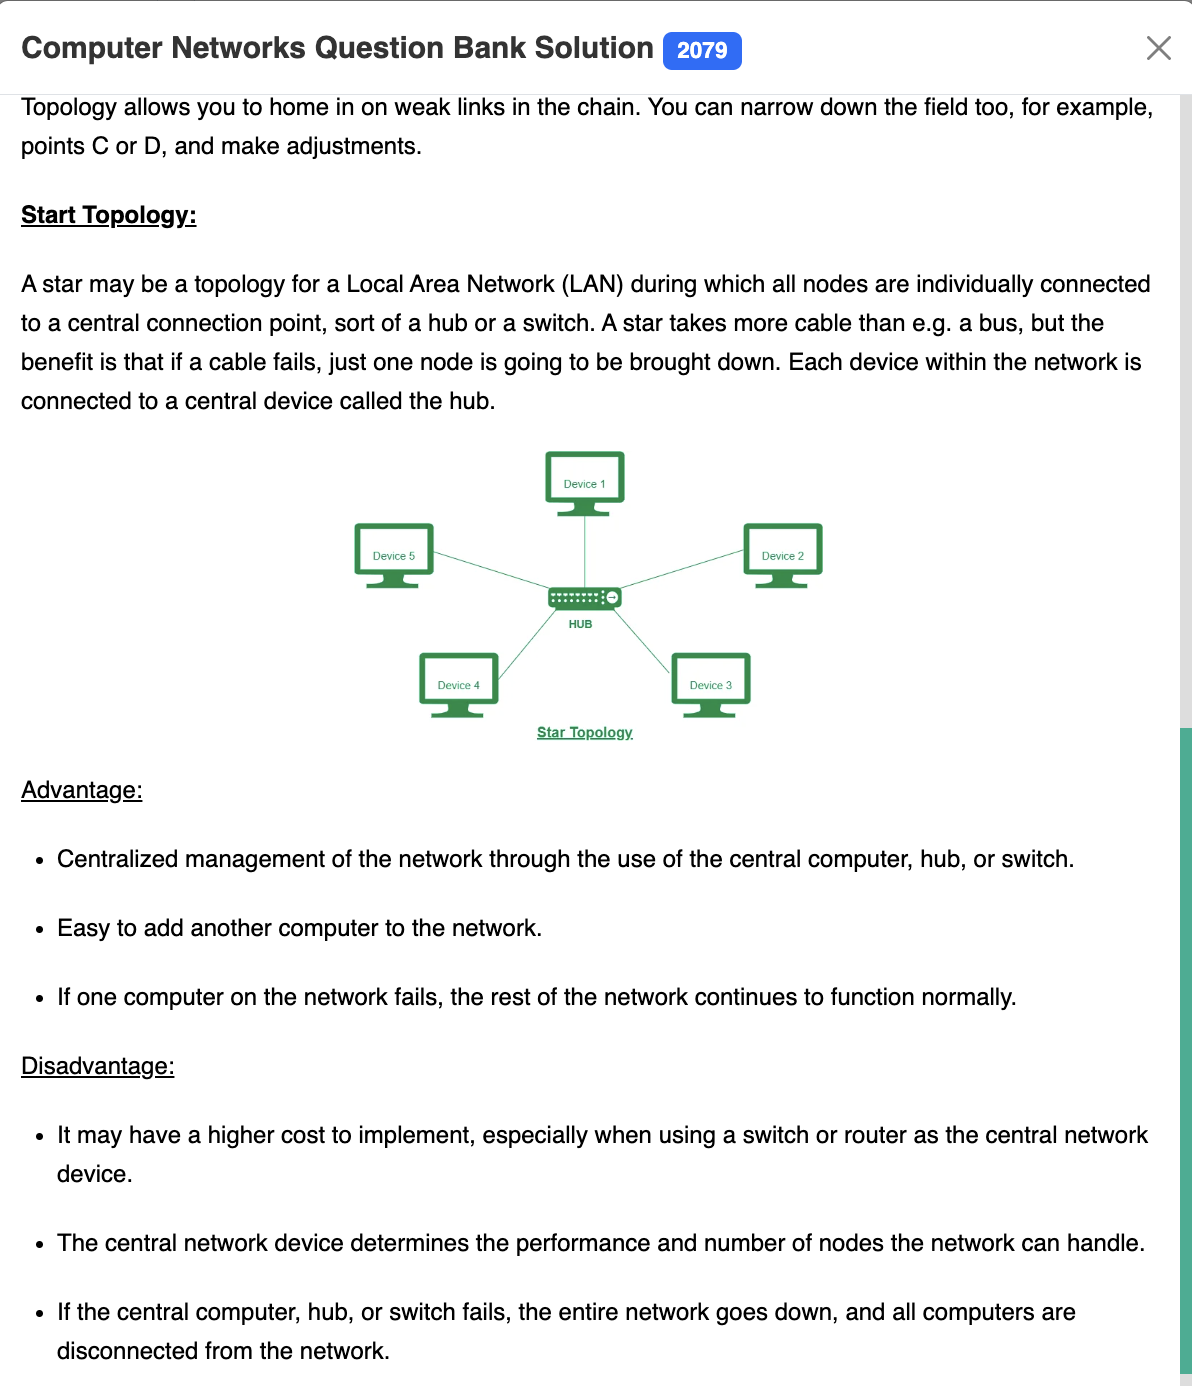 Computer Networks Question Bank Solution 2079
Topology allows you to home in on weak links in the chain. You can narrow down the field too, for example,
points C or D, and make adjustments.
Start Topology:
A star may be a topology for a Local Area Network (LAN) during which all nodes are individually connected
to a central connection point, sort of a hub or a switch. A star takes more cable than e.g. a bus, but the
benefit is that if a cable fails, just one node is going to be brought down. Each device within the network is
connected to a central device called the hub.
Device 1
Device 5
Device 2
HUB
Device 4
Device 3
Star Topology
Advantage:
• Centralized management of the network through the use of the central computer, hub, or switch.
• Easy to add another computer to the network.
• If one computer on the network fails, the rest of the network continues to function normally.
Disadvantage:
• It may have a higher cost to implement, especially when using a switch or router as the central network
device.
• The central network device determines the performance and number of nodes the network can handle.
• If the central computer, hub, or switch fails, the entire network goes down, and all computers are
disconnected from the network.